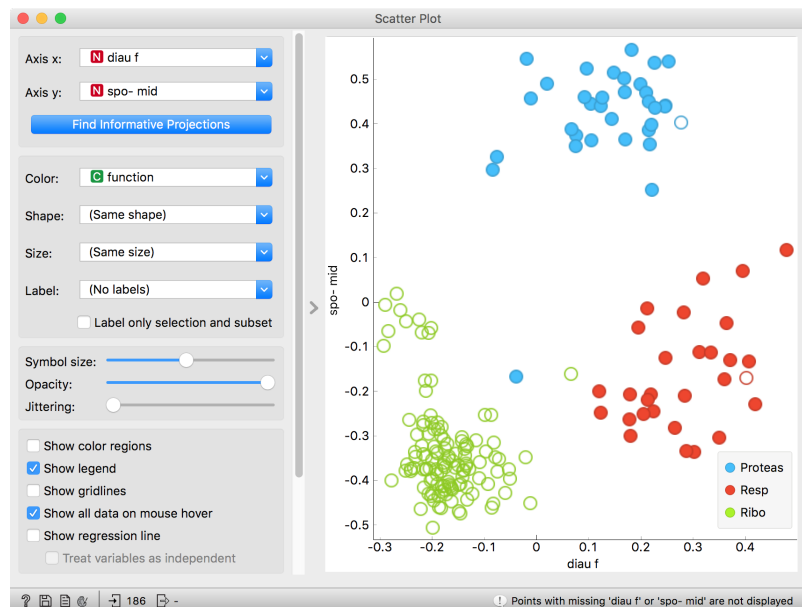 Scatter Plot
Axis x: N diau f
Axis y: N spo- mid
Find Informative Projections
Color: C function
Shape: (Same shape)
Size: (Same size)
Label: (No labels)
Label only selection and subset
Symbol size:
Opacity:
Jittering:
Show color regions
Show legend
Show gridlines
Show all data on mouse hover
Show regression line
Treat variables as independent
spo- mid
0.5
0.4
0.3
0.2
0.1
0
-0.1
-0.2
-0.3
-0.4
-0.5
-0.3 -0.2 -0.1 0 0.1 0.2 0.3 0.4
diau f
Proteas
Resp
Ribo
? 186 -
! Points with missing 'diau f' or 'spo- mid' are not displayed